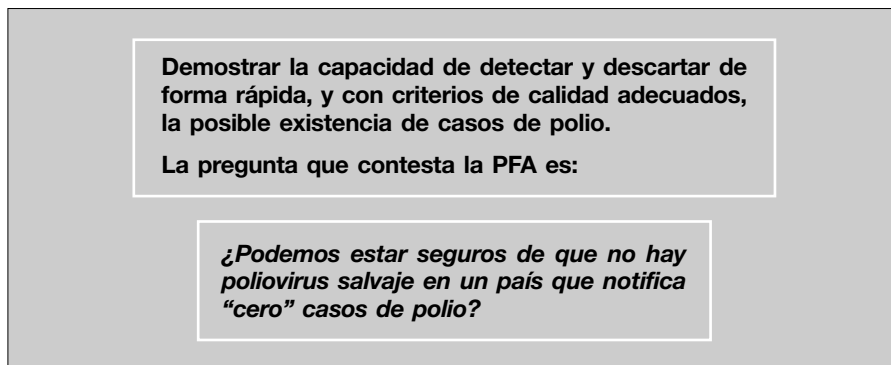 Demostrar la capacidad de detectar y descartar de
forma rápida, y con criterios de calidad adecuados,
la posible existencia de casos de polio.
La pregunta que contesta la PFA es:
¿Podemos estar seguros de que no hay
poliovirus salvaje en un país que notifica
“cero” casos de polio?